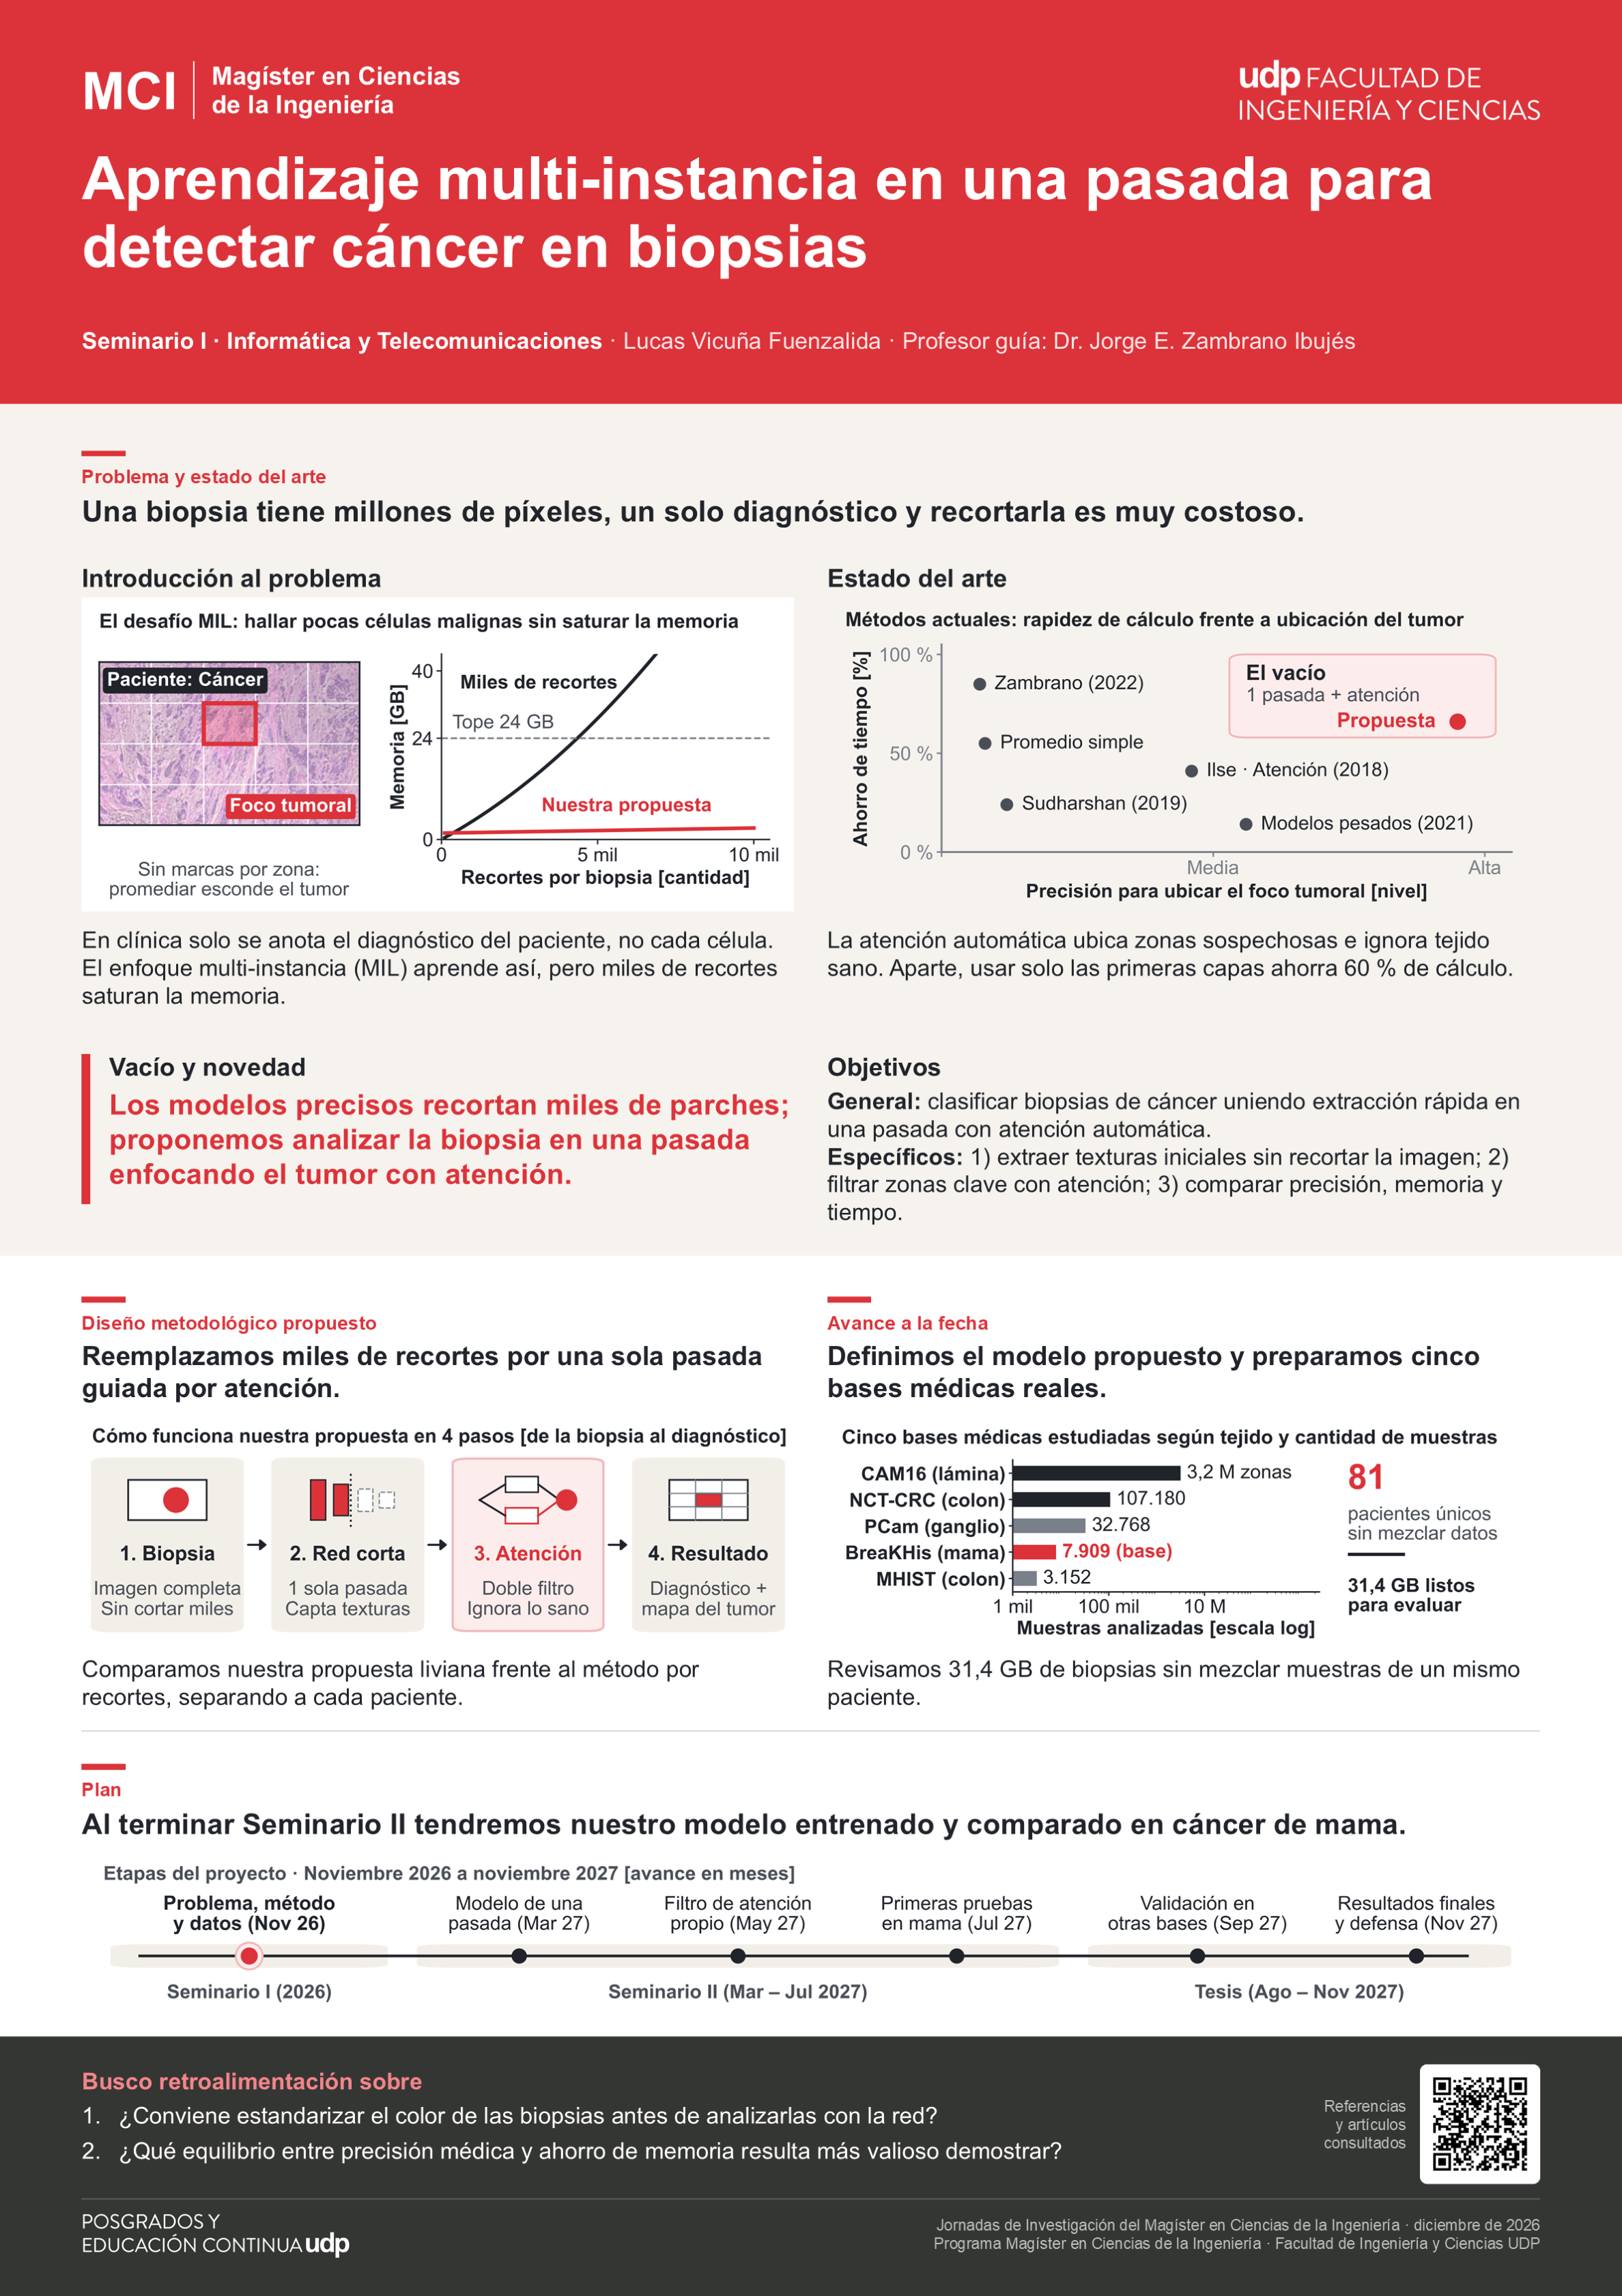 MCI
Magíster en Ciencias
de la Ingeniería
udp FACULTAD DE
INGENIERÍA Y CIENCIAS
Aprendizaje multi-instancia en una pasada para
detectar cáncer en biopsias
Seminario I · Informática y Telecomunicaciones · Lucas Vicuña Fuenzalida · Profesor guía: Dr. Jorge E. Zambrano Ibujés
Problema y estado del arte
Una biopsia tiene millones de píxeles, un solo diagnóstico y recortarla es muy costoso.
Introducción al problema
El desafío MIL: hallar pocas células malignas sin saturar la memoria
Paciente: Cáncer
Foco tumoral
Sin marcas por zona:
promediar esconde el tumor
Memoria [GB]
40
24
0
Miles de recortes
Tope 24 GB
Nuestra propuesta
0
5 mil
10 mil
Recortes por biopsia [cantidad]
En clínica solo se anota el diagnóstico del paciente, no cada célula.
El enfoque multi-instancia (MIL) aprende así, pero miles de recortes
saturan la memoria.
Estado del arte
Métodos actuales: rapidez de cálculo frente a ubicación del tumor
Ahorro de tiempo [%]
100 %
50 %
0 %
Zambrano (2022)
El vacío
1 pasada + atención
Propuesta
Promedio simple
Ilse · Atención (2018)
Sudharshan (2019)
Modelos pesados (2021)
Media
Alta
Precisión para ubicar el foco tumoral [nivel]
La atención automática ubica zonas sospechosas e ignora tejido
sano. Aparte, usar solo las primeras capas ahorra 60 % de cálculo.
Vacío y novedad
Los modelos precisos recortan miles de parches;
proponemos analizar la biopsia en una pasada
enfocando el tumor con atención.
Objetivos
General: clasificar biopsias de cáncer uniendo extracción rápida en
una pasada con atención automática.
Específicos: 1) extraer texturas iniciales sin recortar la imagen; 2)
filtrar zonas clave con atención; 3) comparar precisión, memoria y
tiempo.
Diseño metodológico propuesto
Reemplazamos miles de recortes por una sola pasada
guiada por atención.
Cómo funciona nuestra propuesta en 4 pasos [de la biopsia al diagnóstico]
1. Biopsia
Imagen completa
Sin cortar miles
2. Red corta
1 sola pasada
Capta texturas
3. Atención
Doble filtro
Ignora lo sano
4. Resultado
Diagnóstico +
mapa del tumor
Comparamos nuestra propuesta liviana frente al método por
recortes, separando a cada paciente.
Avance a la fecha
Definimos el modelo propuesto y preparamos cinco
bases médicas reales.
Cinco bases médicas estudiadas según tejido y cantidad de muestras
CAM16 (lámina)
3,2 M zonas
NCT-CRC (colon)
107.180
PCam (ganglio)
32.768
BreaKHis (mama)
7.909 (base)
MHIST (colon)
3.152
1 mil
100 mil
10 M
Muestras analizadas [escala log]
81
pacientes únicos
sin mezclar datos
31,4 GB listos
para evaluar
Revisamos 31,4 GB de biopsias sin mezclar muestras de un mismo
paciente.
Plan
Al terminar Seminario II tendremos nuestro modelo entrenado y comparado en cáncer de mama.
Etapas del proyecto · Noviembre 2026 a noviembre 2027 [avance en meses]
Problema, método
y datos (Nov 26)
Modelo de una
pasada (Mar 27)
Filtro de atención
propio (May 27)
Primeras pruebas
en mama (Jul 27)
Validación en
otras bases (Sep 27)
Resultados finales
y defensa (Nov 27)
Seminario I (2026)
Seminario II (Mar – Jul 2027)
Tesis (Ago – Nov 2027)
Busco retroalimentación sobre
1. ¿Conviene estandarizar el color de las biopsias antes de analizarlas con la red?
2. ¿Qué equilibrio entre precisión médica y ahorro de memoria resulta más valioso demostrar?
Referencias
y artículos
consultados
POSGRADOS Y
EDUCACIÓN CONTINUA udp
Jornadas de Investigación del Magíster en Ciencias de la Ingeniería · diciembre de 2026
Programa Magíster en Ciencias de la Ingeniería · Facultad de Ingeniería y Ciencias UDP